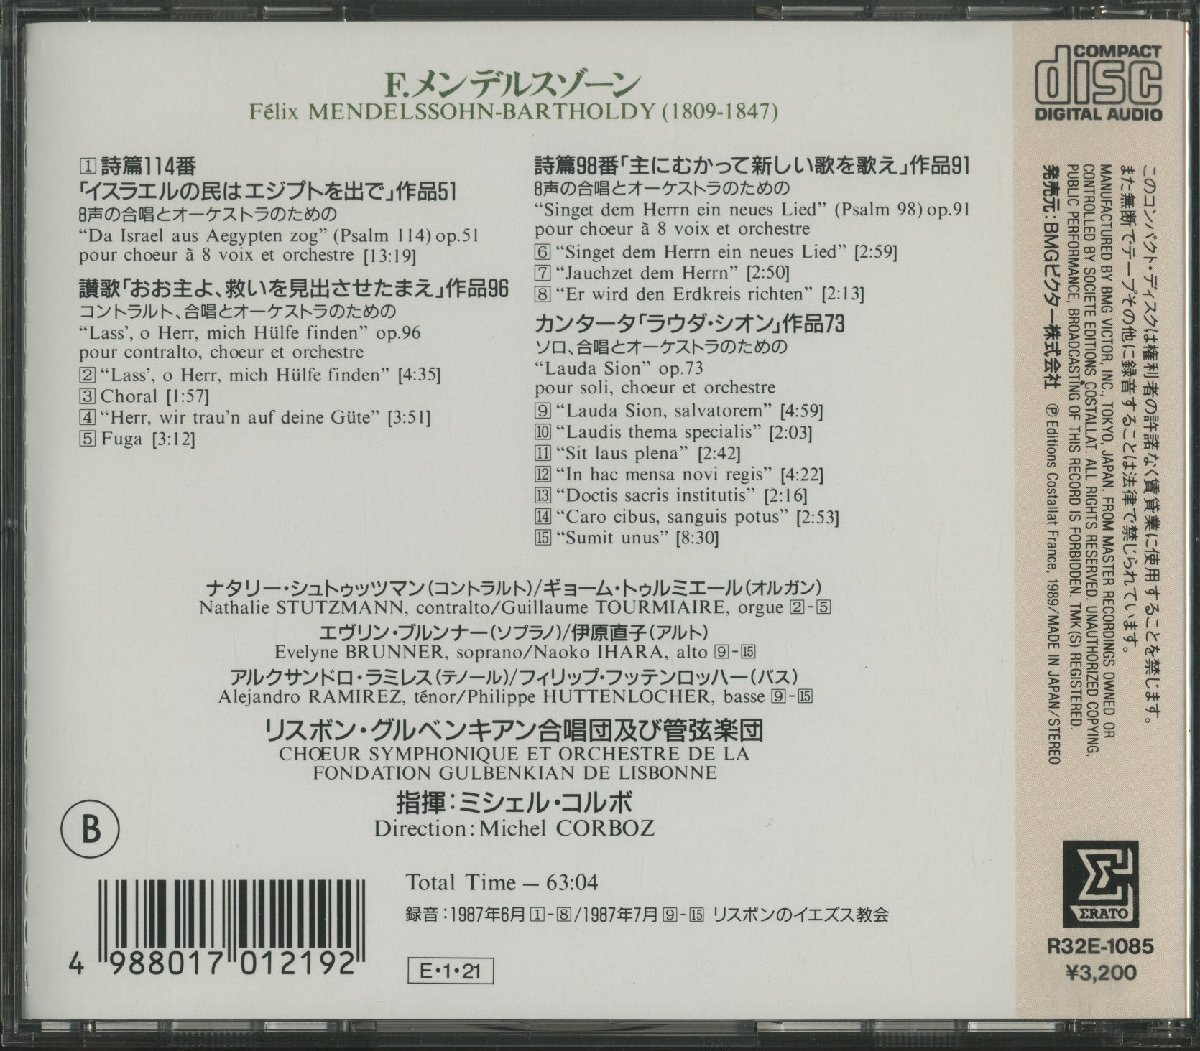 F.メンデルスゾーン
Félix MENDELSSOHN-BARTHOLDY (1809-1847)
1 詩篇114番
「イスラエルの民はエジプトを出で」作品51
8声の合唱とオーケストラのための
“Da Israel aus Aegypten zog” (Psalm 114) op.51
pour choeur à 8 voix et orchestre [13:19]
讃歌「おお主よ、救いを見出させたまえ」作品96
コントラルト、合唱とオーケストラのための
“Lass’, o Herr, mich Hülfe finden” op.96
pour contralto, choeur et orchestre
2 “Lass’, o Herr, mich Hülfe finden” [4:35]
3 Choral [1:57]
4 “Herr, wir trau’n auf deine Güte” [3:51]
5 Fuga [3:12]
詩篇98番「主にむかって新しい歌を歌え」作品91
8声の合唱とオーケストラのための
“Singet dem Herrn ein neues Lied” (Psalm 98) op.91
pour choeur à 8 voix et orchestre
6 “Singet dem Herrn ein neues Lied” [2:59]
7 “Jauchzet dem Herrn” [2:50]
8 “Er wird den Erdkreis richten” [2:13]
カンタータ「ラウダ・シオン」作品73
ソロ、合唱とオーケストラのための
“Lauda Sion” op.73
pour soli, choeur et orchestre
9 “Lauda Sion, salvatorem” [4:59]
10 “Laudis thema specialis” [2:03]
11 “Sit laus plena” [2:42]
12 “In hac mensa novi regis” [4:22]
13 “Doctis sacris institutis” [2:16]
14 “Caro cibus, sanguis potus” [2:53]
15 “Sumit unus” [8:30]
ナタリー・シュトゥッツマン(コントラルト)/ギョーム・トゥルミエール(オルガン)
Nathalie STUTZMANN, contralto/Guillaume TOURMIAIRE, orgue 2-5
エヴリン・ブルンナー(ソプラノ)/伊原直子(アルト)
Evelyne BRUNNER, soprano/Naoko IHARA, alto 9-15
アルクサンドロ・ラミレス(テノール)/フィリップ・フッテンロッハー(バス)
Alejandro RAMIREZ, ténor/Philippe HUTTENLOCHER, basse 9-15
リスボン・グルベンキアン合唱団及び管弦楽団
CHŒUR SYMPHONIQUE ET ORCHESTRE DE LA
FONDATION GULBENKIAN DE LISBONNE
指揮:ミシェル・コルボ
Direction: Michel CORBOZ
B
Total Time — 63:04
録音:1987年6月 1-8/1987年7月 9-15 リスボンのイエズス教会
4 988017 012192
E・1・21
COMPACT
disc
DIGITAL AUDIO
このコンパクト・ディスクは権利者の許諾なく賃貸業に使用することを禁じます。
また無断でテープその他に録音することは法律で禁じられています。
MANUFACTURED BY BMG VICTOR, INC., TOKYO, JAPAN. FROM MASTER RECORDINGS OWNED OR
CONTROLLED BY SOCIETE EDITIONS COSTALLAT. ALL RIGHTS RESERVED. UNAUTHORIZED COPYING.
PUBLIC PERFORMANCE, BROADCASTING OF THIS RECORD IS FORBIDDEN. TMK(S) REGISTERED.
発売元:BMGビクター株式会社 ℗ Editions Costallat France, 1989/MADE IN JAPAN/STEREO
ERATO
R32E-1085
¥3,200